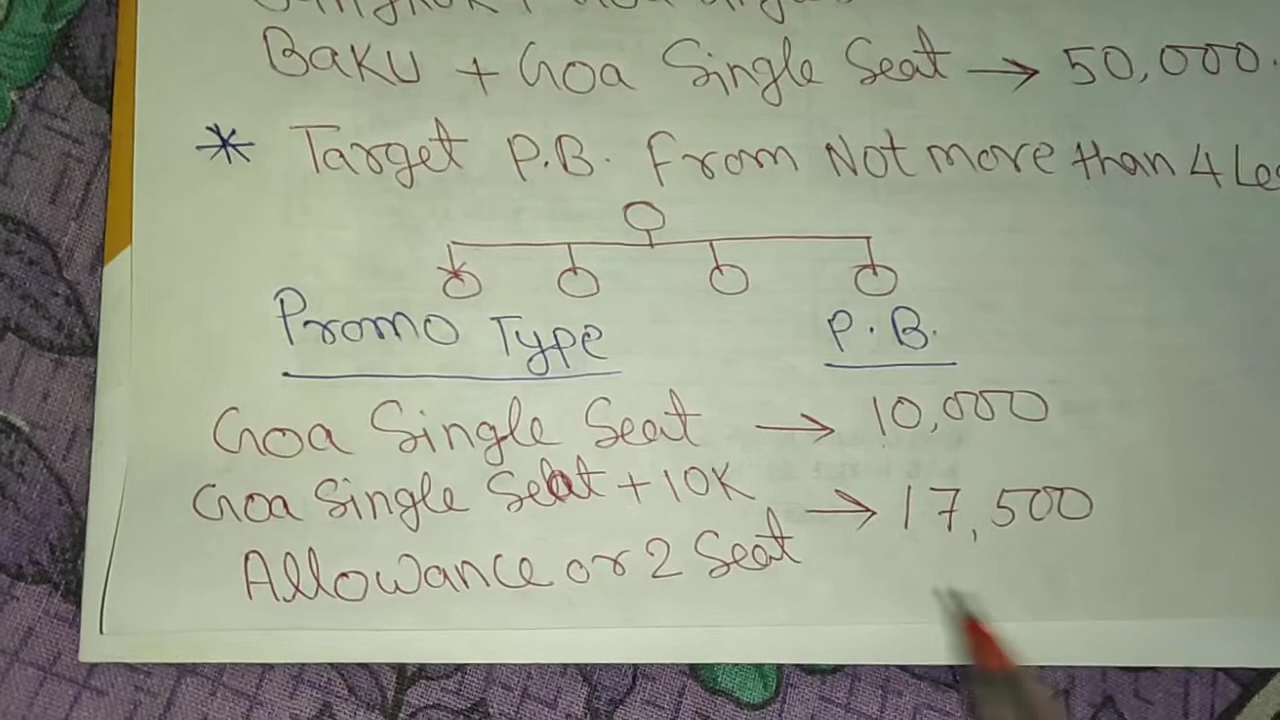 Baku + Goa Single Seat → 50,000.
* Target P.B. From Not more than 4
Promo Type P.B.
Goa Single Seat → 10,000
Goa Single Seat + 10K → 17,500
Allowance or 2 Seat